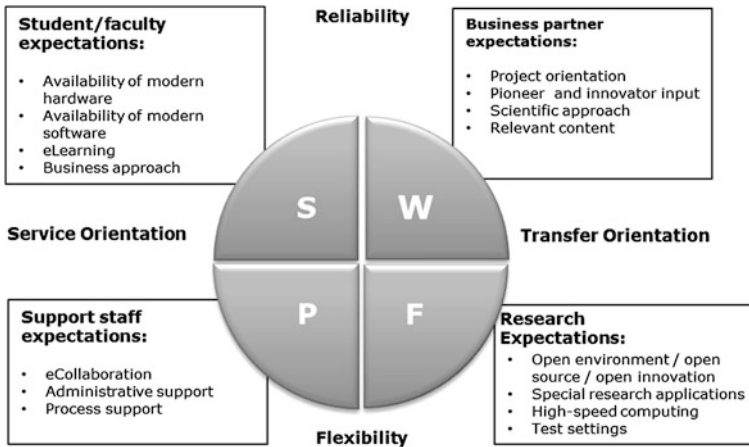 Student/faculty
expectations:
• Availability of modern
hardware
• Availability of modern
software
• eLearning
• Business approach
Reliability
Business partner
expectations:
• Project orientation
• Pioneer and innovator input
• Scientific approach
• Relevant content
S
W
Service Orientation
Transfer Orientation
P
F
Support staff
expectations:
• eCollaboration
• Administrative support
• Process support
Flexibility
Research
Expectations:
• Open environment / open
source / open innovation
• Special research applications
• High-speed computing
• Test settings